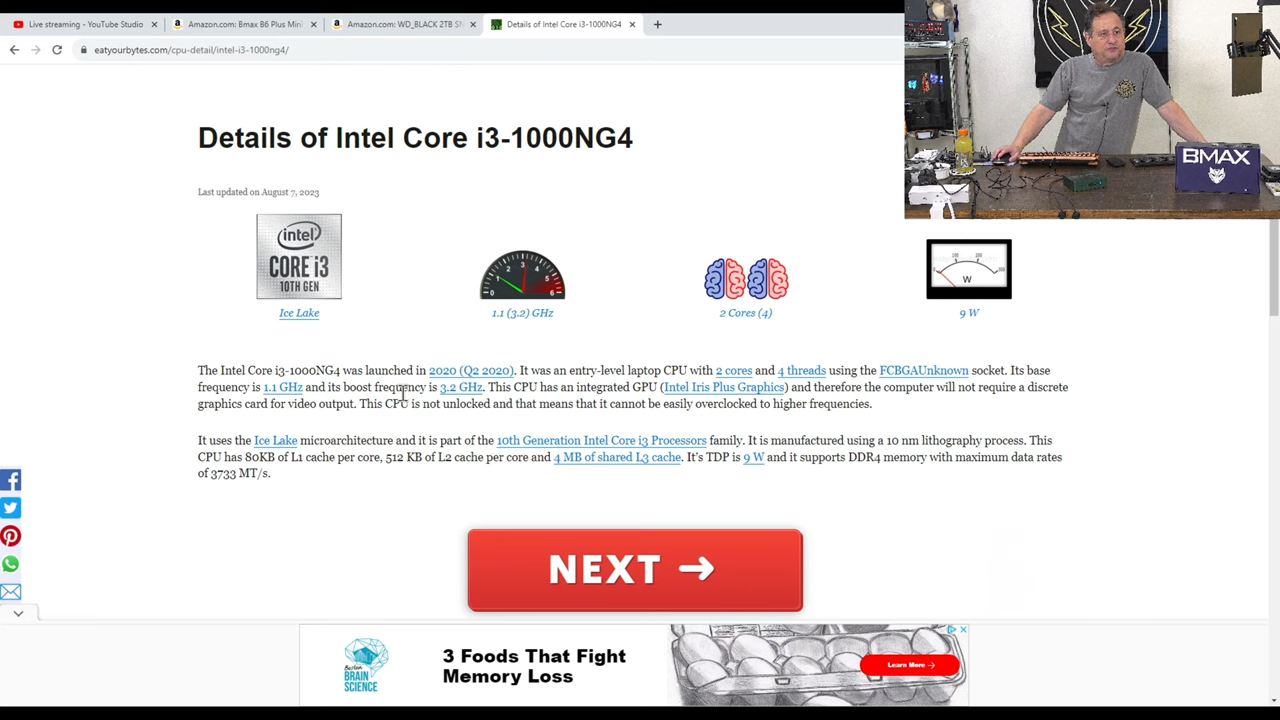 Live streaming - YouTube Studio
Amazon.com: Bmax B6 Plus Mini
Amazon.com: WD_BLACK 2TB SN
Details of Intel Core i3-1000NG4
eatyourbytes.com/cpu-detail/intel-i3-1000ng4/
BMAX
Details of Intel Core i3-1000NG4
Last updated on August 7, 2023
intel
CORE i3
10TH GEN
0 1 2 3 4 5 6
W
Ice Lake
1.1 (3.2) GHz
2 Cores (4)
9 W
The Intel Core i3-1000NG4 was launched in 2020 (Q2 2020). It was an entry-level laptop CPU with 2 cores and 4 threads using the FCBGAUnknown socket. Its base
frequency is 1.1 GHz and its boost frequency is 3.2 GHz. This CPU has an integrated GPU (Intel Iris Plus Graphics) and therefore the computer will not require a discrete
graphics card for video output. This CPU is not unlocked and that means that it cannot be easily overclocked to higher frequencies.
It uses the Ice Lake microarchitecture and it is part of the 10th Generation Intel Core i3 Processors family. It is manufactured using a 10 nm lithography process. This
CPU has 80KB of L1 cache per core, 512 KB of L2 cache per core and 4 MB of shared L3 cache. It's TDP is 9 W and it supports DDR4 memory with maximum data rates
of 3733 MT/s.
NEXT →
Boston
BRAIN
SCIENCE
3 Foods That Fight
Memory Loss
Learn More →